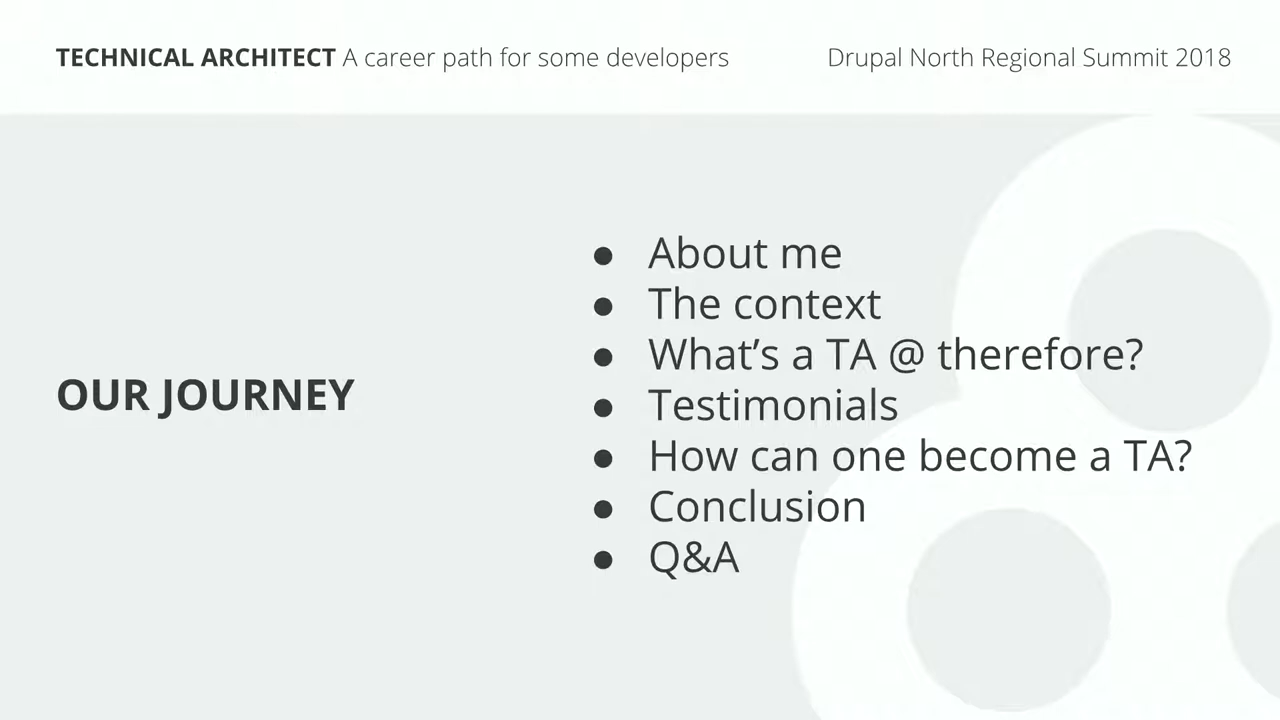 TECHNICAL ARCHITECT A career path for some developers
Drupal North Regional Summit 2018
OUR JOURNEY
● About me
● The context
● What’s a TA @ therefore?
● Testimonials
● How can one become a TA?
● Conclusion
● Q&A